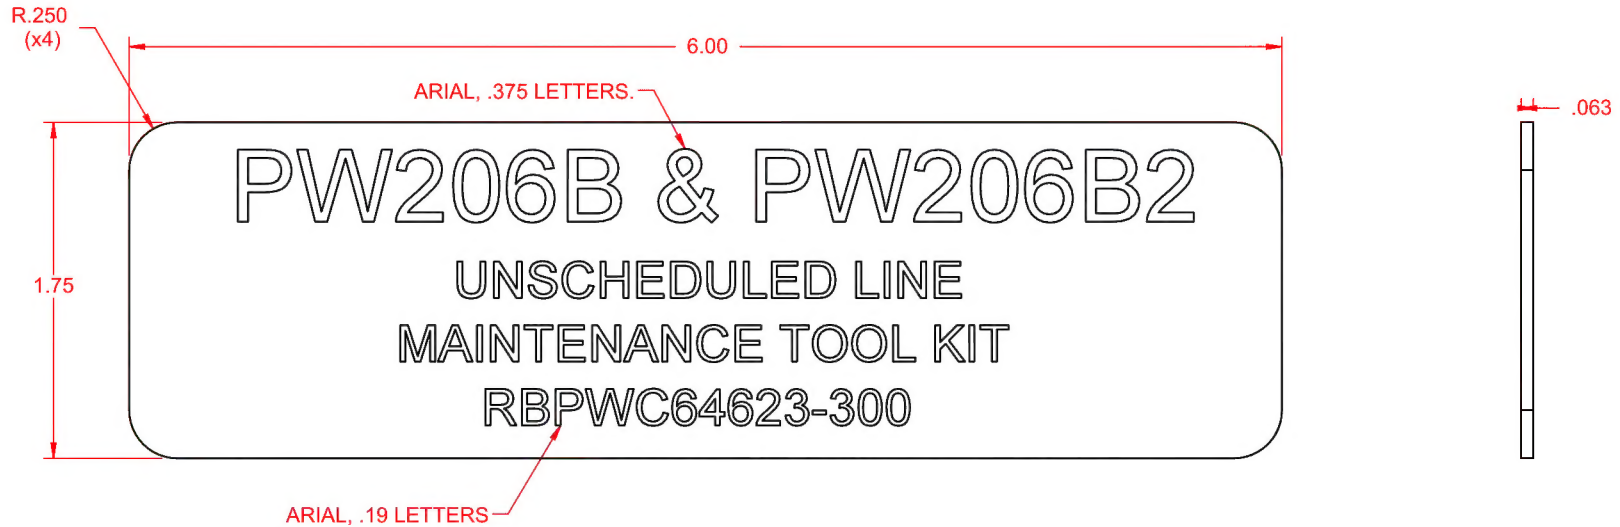 R.250
(x4)
6.00
ARIAL, .375 LETTERS.
.063
PW206B & PW206B2
1.75
UNSCHEDULED LINE
MAINTENANCE TOOL KIT
RBPWC64623-300
ARIAL, .19 LETTERS